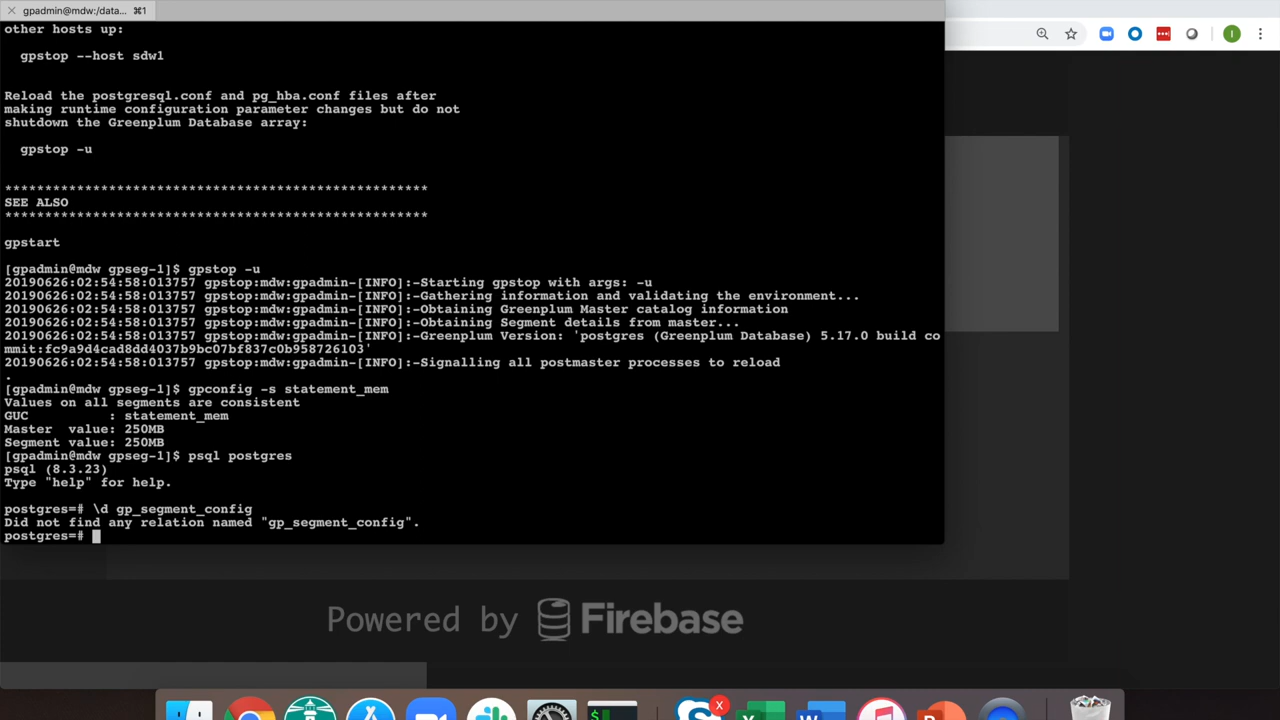 gpadmin@mdw:/data... ⌘1
other hosts up:
gpstop --host sdw1
Reload the postgresql.conf and pg_hba.conf files after
making runtime configuration parameter changes but do not
shutdown the Greenplum Database array:
gpstop -u
*****************************************************
SEE ALSO
*****************************************************
gpstart
[gpadmin@mdw gpseg-1]$ gpstop -u
20190626:02:54:58:013757 gpstop:mdw:gpadmin-[INFO]:-Starting gpstop with args: -u
20190626:02:54:58:013757 gpstop:mdw:gpadmin-[INFO]:-Gathering information and validating the environment...
20190626:02:54:58:013757 gpstop:mdw:gpadmin-[INFO]:-Obtaining Greenplum Master catalog information
20190626:02:54:58:013757 gpstop:mdw:gpadmin-[INFO]:-Obtaining Segment details from master...
20190626:02:54:58:013757 gpstop:mdw:gpadmin-[INFO]:-Greenplum Version: 'postgres (Greenplum Database) 5.17.0 build co
mmit:fc9a9d4cad8dd4037b9bc07bf837c0b958726103'
20190626:02:54:58:013757 gpstop:mdw:gpadmin-[INFO]:-Signalling all postmaster processes to reload
.
[gpadmin@mdw gpseg-1]$ gpconfig -s statement_mem
Values on all segments are consistent
GUC : statement_mem
Master value: 250MB
Segment value: 250MB
[gpadmin@mdw gpseg-1]$ psql postgres
psql (8.3.23)
Type "help" for help.
postgres=# \d gp_segment_config
Did not find any relation named "gp_segment_config".
postgres=#
I
Powered by Firebase
S X
X W P
$